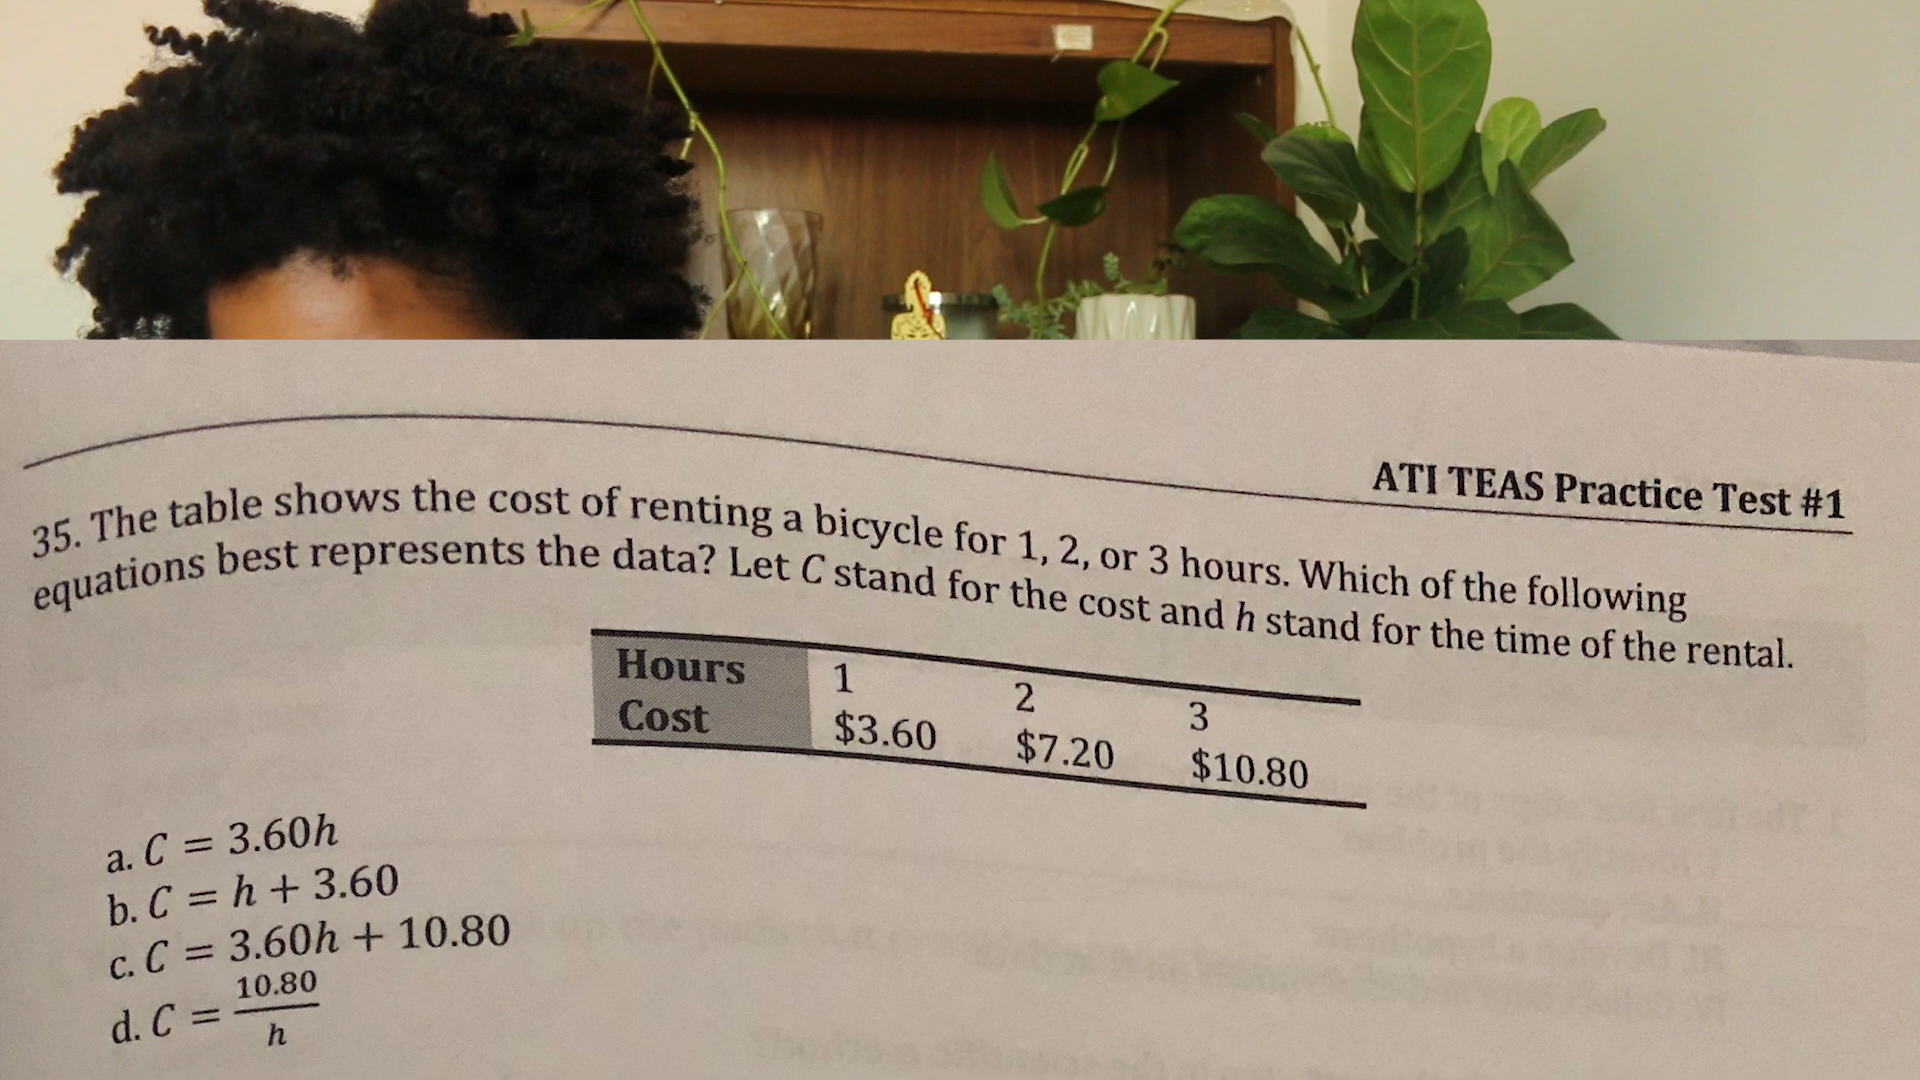 ATI TEAS Practice Test #1
35. The table shows the cost of renting a bicycle for 1, 2, or 3 hours. Which of the following
equations best represents the data? Let C stand for the cost and h stand for the time of the rental.
Hours 1 2 3
Cost $3.60 $7.20 $10.80
a. C = 3.60h
b. C = h + 3.60
c. C = 3.60h + 10.80
d. C = 10.80/h